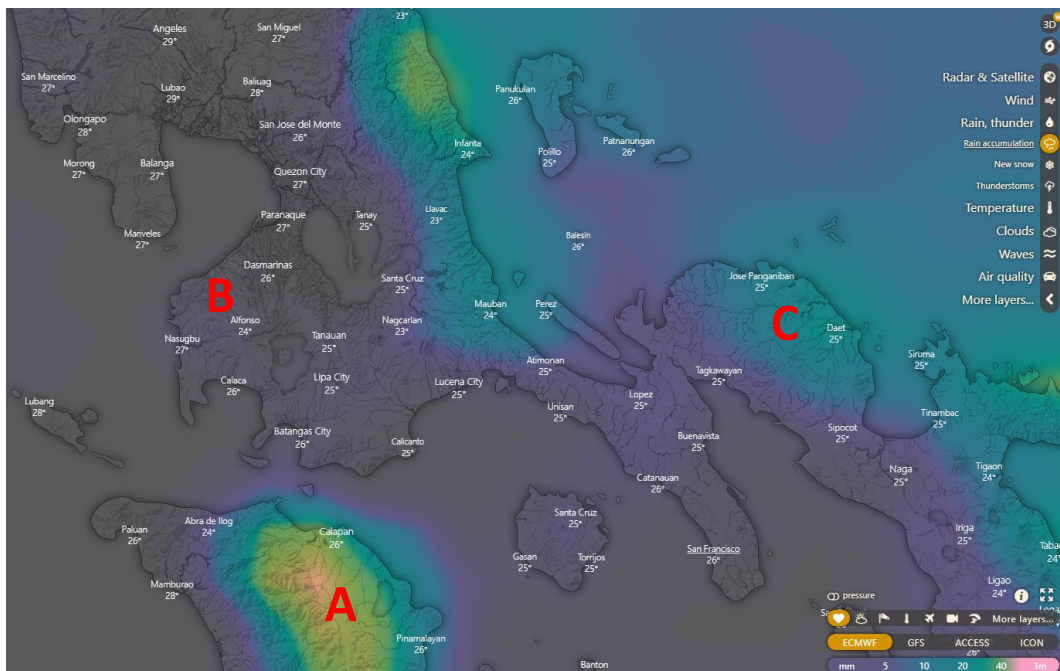 23°
3D
Angeles
29°
San Miguel
27°
San Marcelino
27°
Lubao
29°
Baliuag
28°
Panukulan
26°
Radar & Satellite
Wind
Olongapo
28°
San Jose del Monte
26°
Infanta
24°
Polillo
25°
Patnanungan
26°
Rain, thunder
Rain accumulation
Morong
27°
Balanga
27°
Quezon City
27°
New snow
Thunderstorms
Mariveles
27°
Paranaque
27°
Tanay
25°
Llavac
23°
Balesin
26°
Temperature
Clouds
Waves
Dasmarinas
26°
Santa Cruz
25°
Jose Panganiban
25°
Air quality
More layers...
B
Alfonso
24°
Nagcarlan
23°
Mauban
24°
Perez
25°
C
Daet
25°
Nasugbu
27°
Tanauan
25°
Atimonan
25°
Tagkawayan
25°
Siruma
25°
Calaca
26°
Lipa City
25°
Lucena City
25°
Lopez
25°
Lubang
28°
Unisan
25°
Tinambac
25°
Batangas City
26°
Calicanto
25°
Buenavista
25°
Sipocot
25°
Naga
25°
Tigaon
24°
Catanauan
26°
Paluan
26°
Abra de Ilog
24°
Calapan
26°
Santa Cruz
25°
Iriga
25°
Gasan
25°
Torrijos
25°
San Francisco
26°
Tabac
24°
Mamburao
28°
A
Ligao
24°
Pinamalayan
26°
Banton
pressure
More layers...
ECMWF GFS ACCESS ICON
26°
mm 5 10 20 40 1m